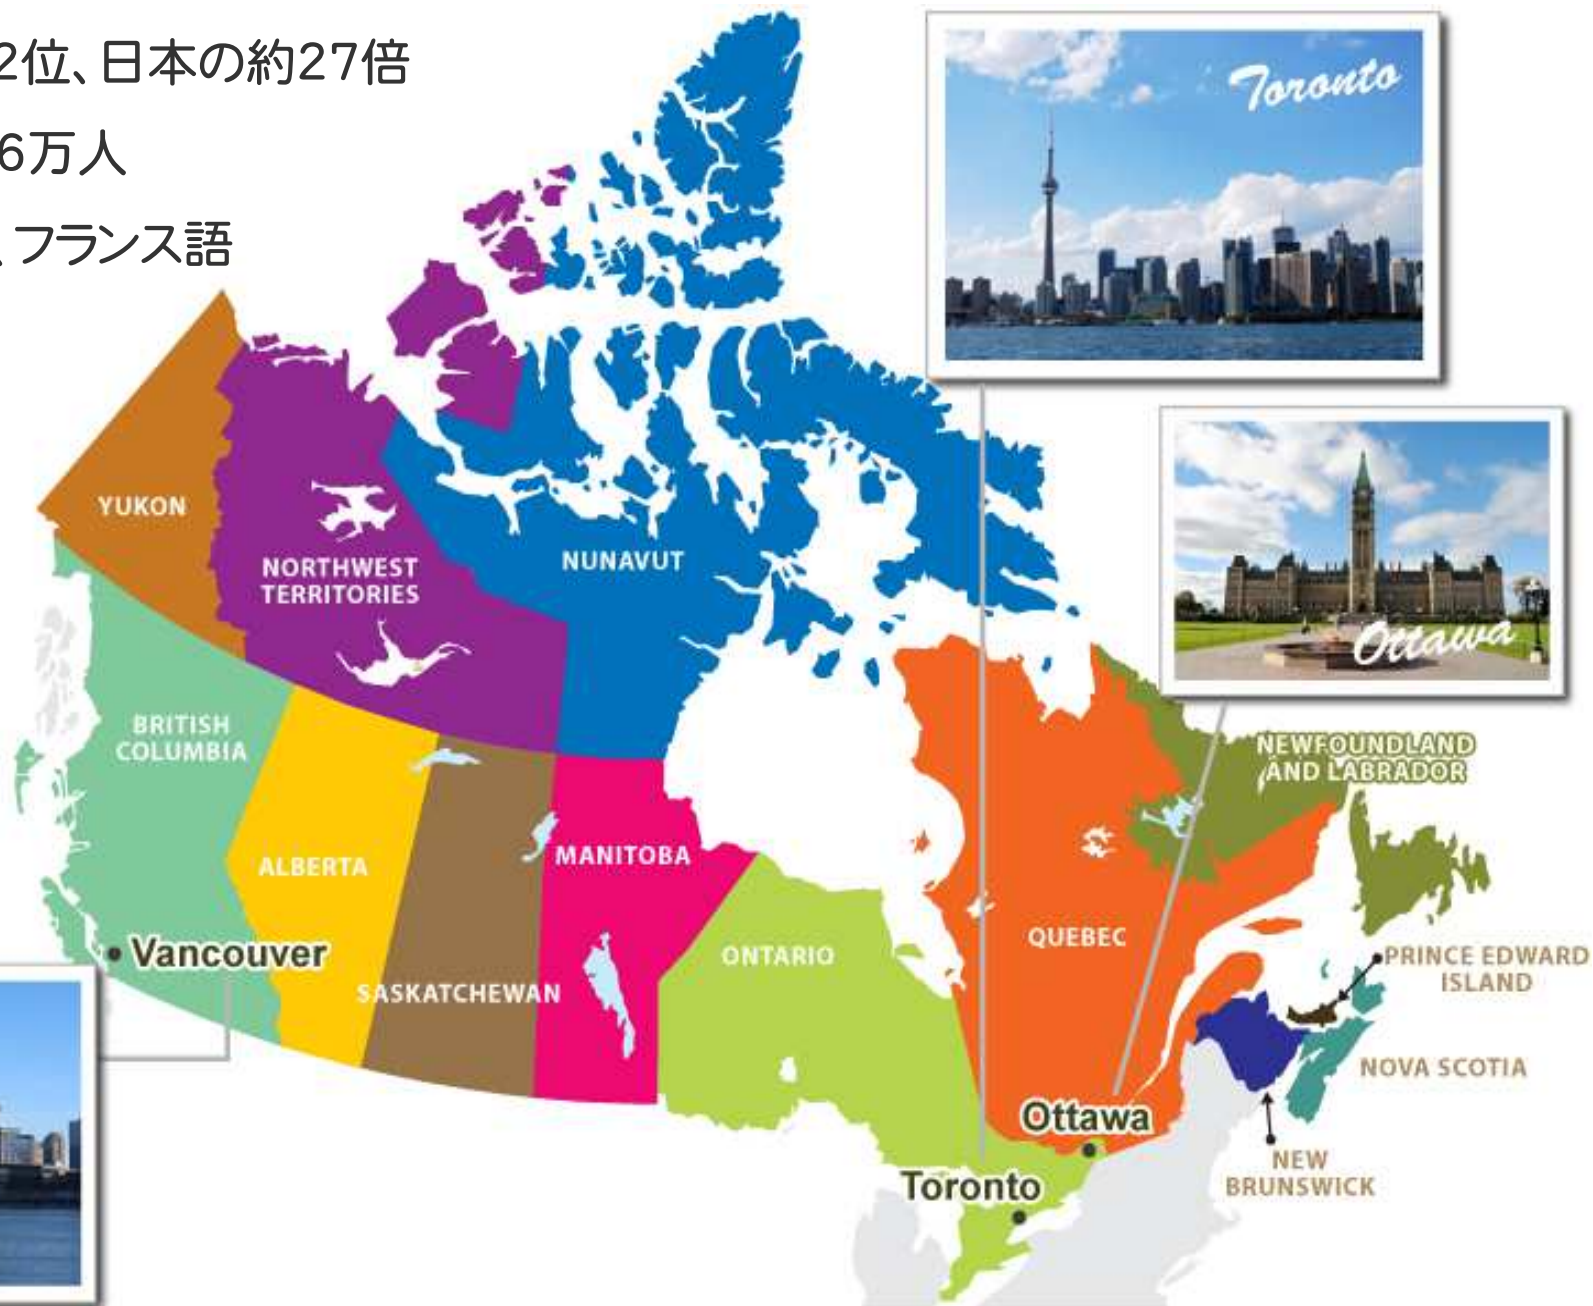 2位、日本の約27倍
6万人
、フランス語
Toronto
Ottawa
YUKON
NORTHWEST
TERRITORIES
NUNAVUT
BRITISH
COLUMBIA
NEWFOUNDLAND
AND LABRADOR
ALBERTA
MANITOBA
Vancouver
SASKATCHEWAN
ONTARIO
QUEBEC
PRINCE EDWARD
ISLAND
NOVA SCOTIA
Ottawa
Toronto
NEW
BRUNSWICK